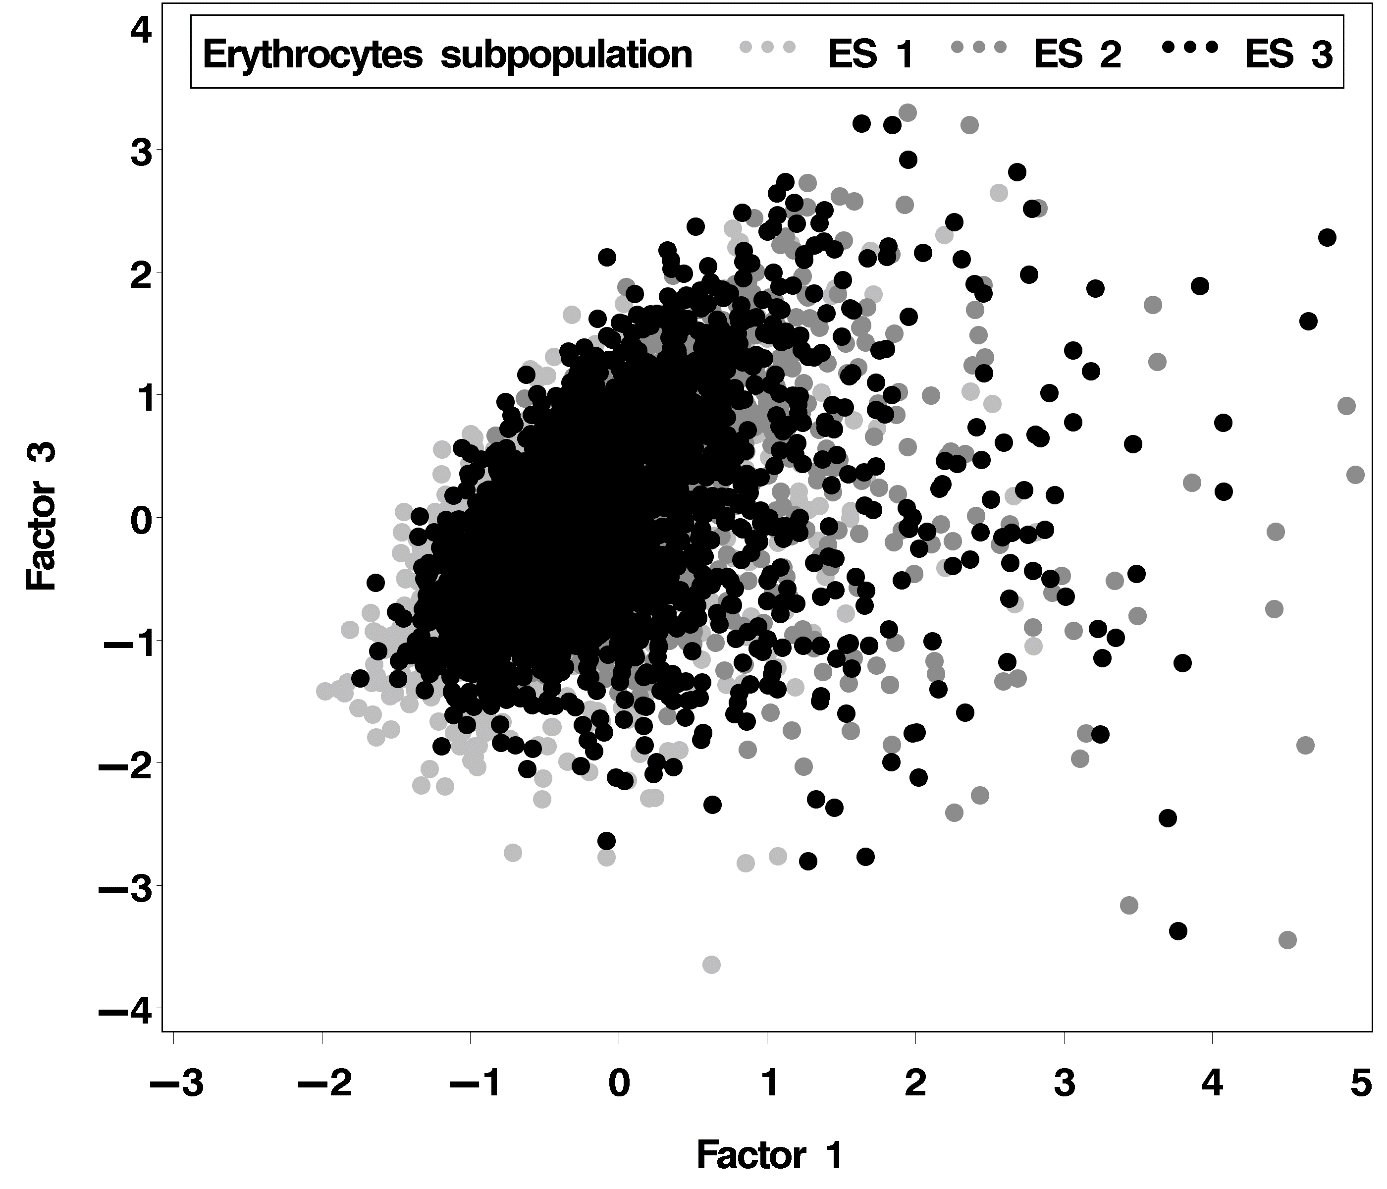 4
Erythrocytes subpopulation ES 1 ES 2 ES 3
3
2
1
0
−1
−2
−3
−4
Factor 3
−3 −2 −1 0 1 2 3 4 5
Factor 1